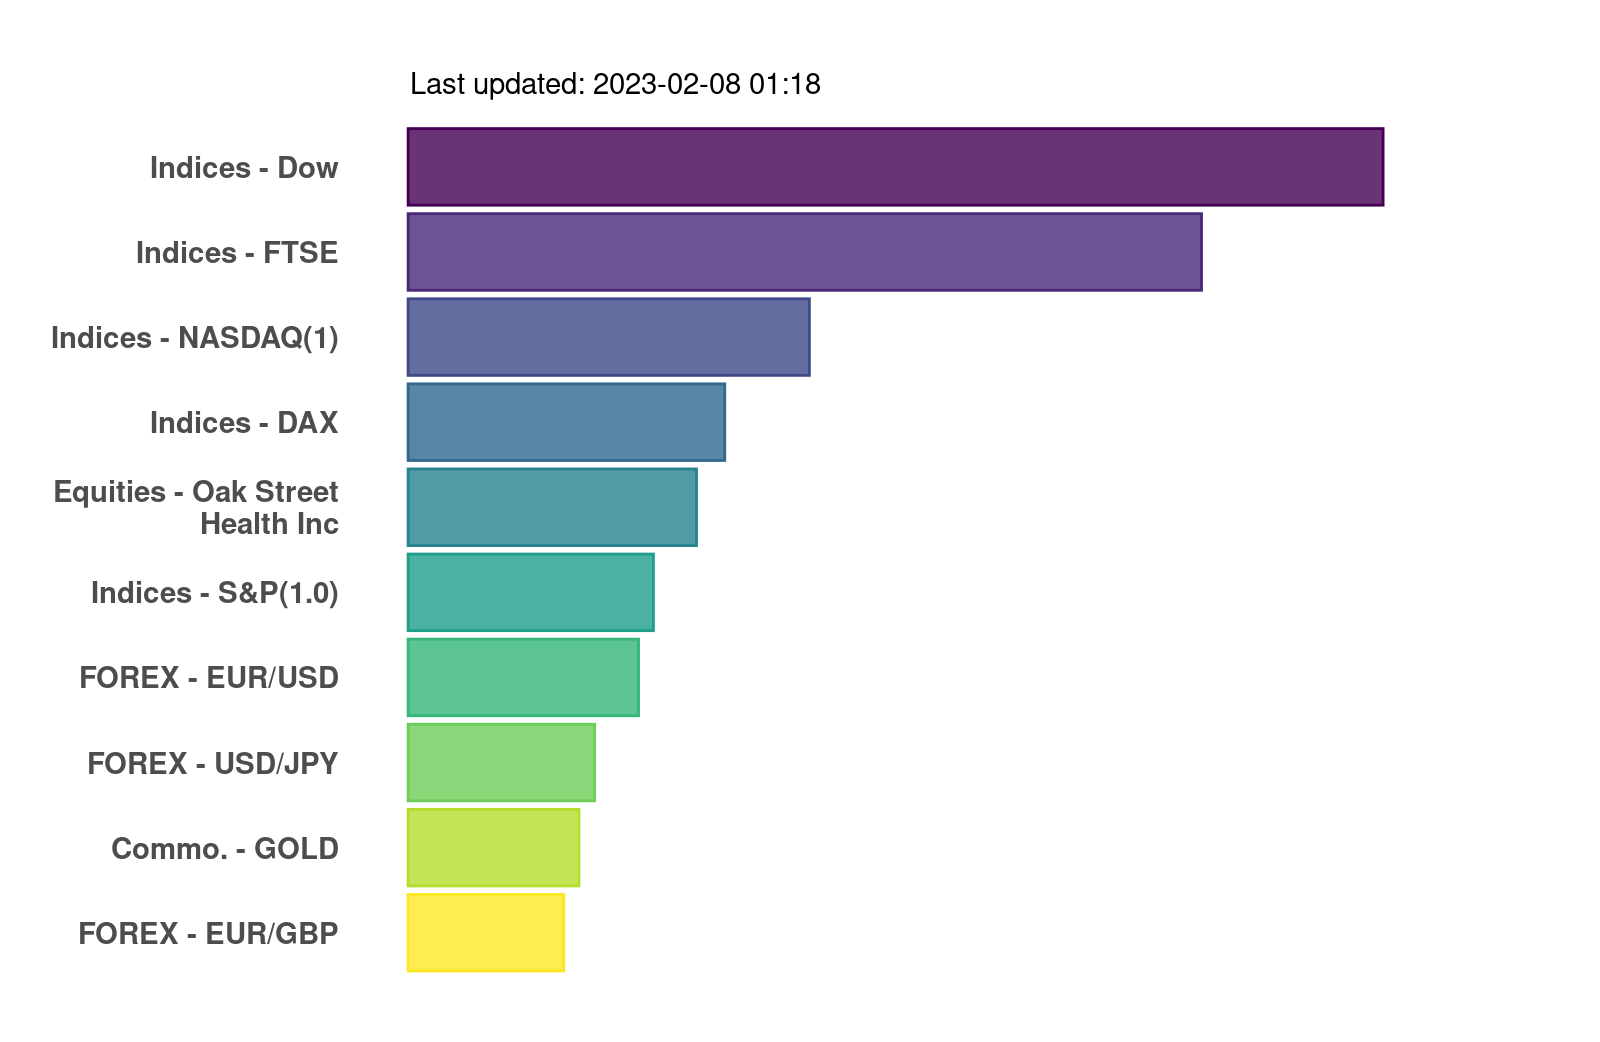 Last updated: 2023-02-08 01:18
Indices - Dow
Indices - FTSE
Indices - NASDAQ(1)
Indices - DAX
Equities - Oak Street
Health Inc
Indices - S&P(1.0)
FOREX - EUR/USD
FOREX - USD/JPY
Commo. - GOLD
FOREX - EUR/GBP